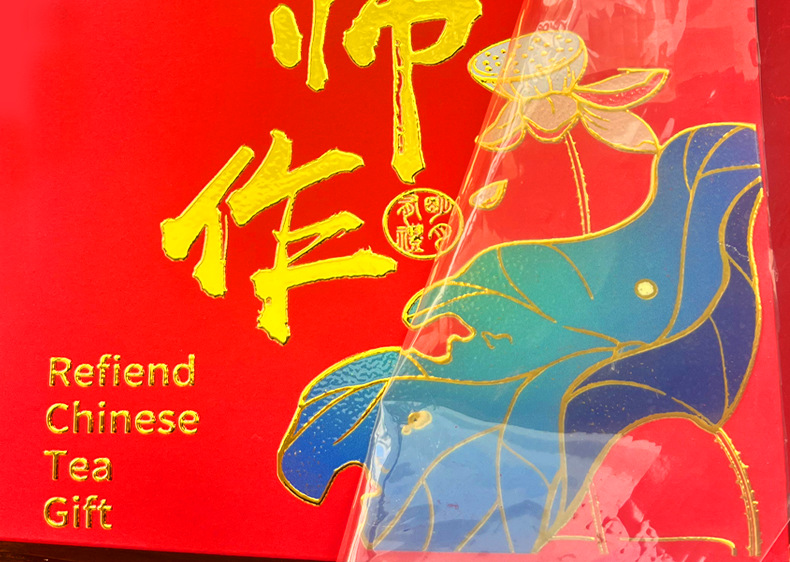 师
作
Refiend
Chinese
Tea
Gift